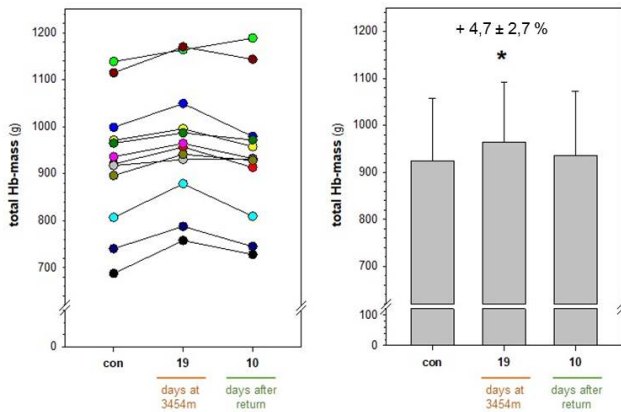 1200
1100
1000
900
800
700
0
total Hb-mass (g)
con
19
10
days at
3454m
days after
return
+ 4,7 ± 2,7 %
*
1200
1100
1000
900
800
700
100
0
total Hb-mass (g)
con
19
10
days at
3454m
days after
return